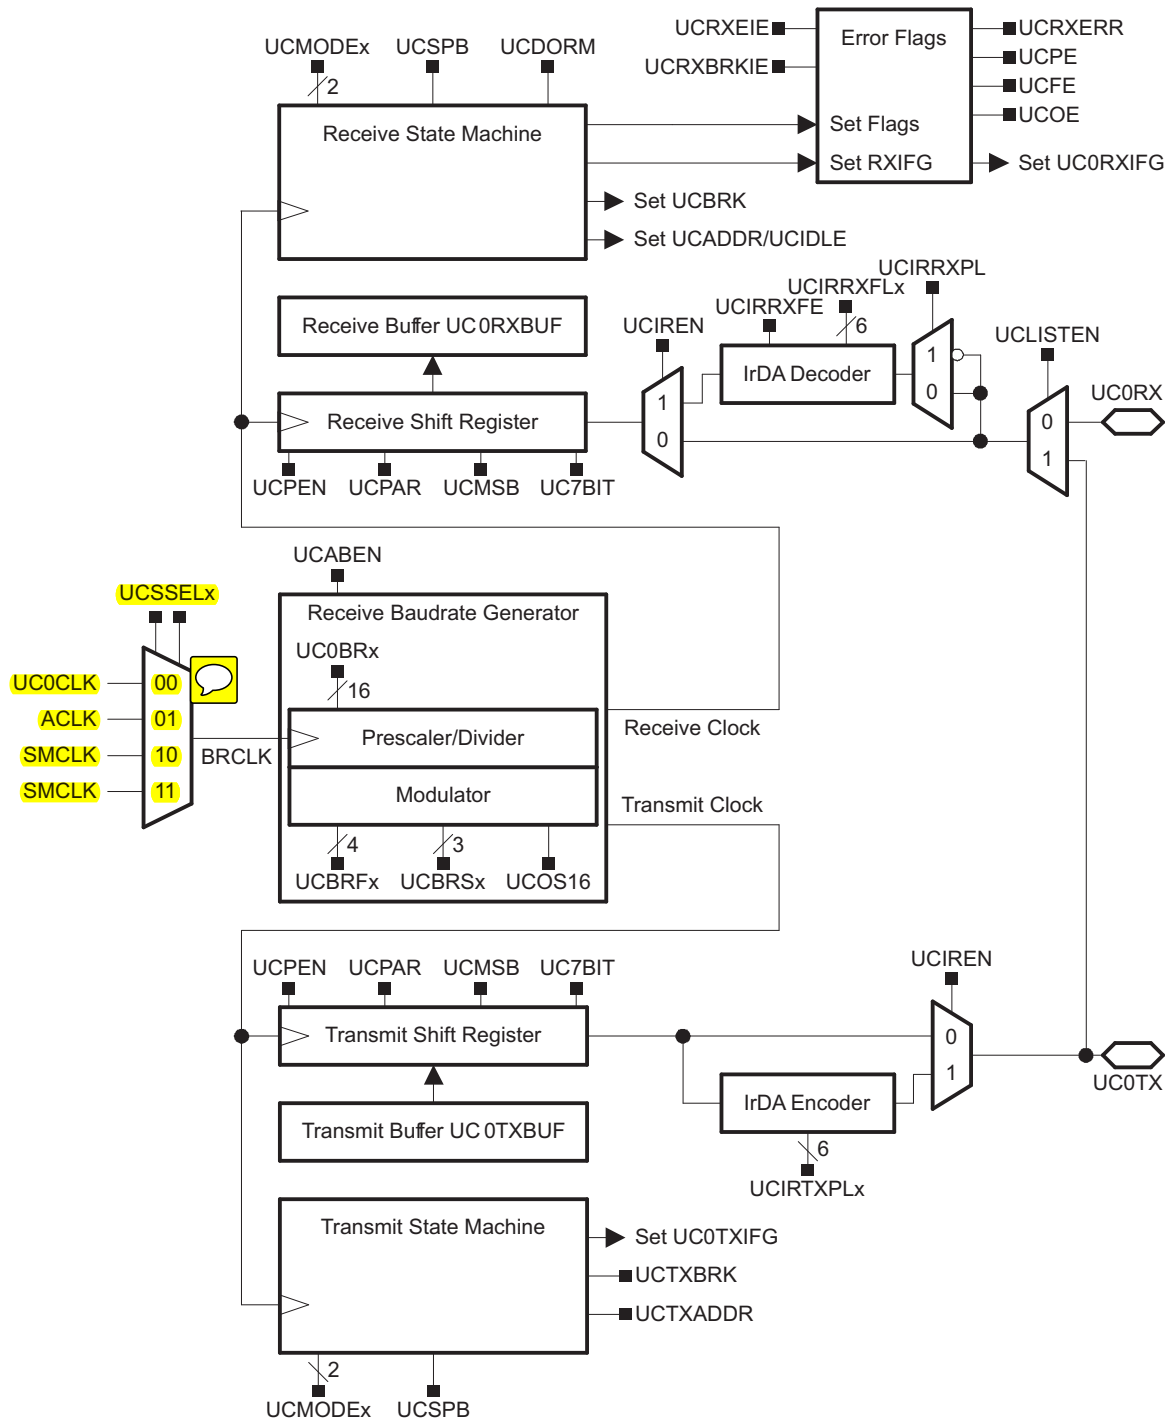 UCMODEx UCSPB UCDORM
2
Receive State Machine
UCRXEIE
UCRXBRKIE
Error Flags
Set Flags
Set RXIFG
UCRXERR
UCPE
UCFE
UCOE
Set UC0RXIFG
Set UCBRK
Set UCADDR/UCIDLE
Receive Buffer UC0RXBUF
Receive Shift Register
UCPEN UCPAR UCMSB UC7BIT
UCIREN
1
0
UCIRRXFE
UCIRRXFLx
6
IrDA Decoder
UCIRRXPL
1
0
UCLISTEN
0
1
UC0RX
UCABEN
Receive Baudrate Generator
UC0BRx
16
Prescaler/Divider
Modulator
4
3
UCBRFx UCBRSx UCOS16
UCSSELx
UC0CLK 00
ACLK 01
SMCLK 10
SMCLK 11
BRCLK
Receive Clock
Transmit Clock
UCPEN UCPAR UCMSB UC7BIT
Transmit Shift Register
Transmit Buffer UC0TXBUF
UCIREN
0
1
IrDA Encoder
6
UCIRTXPLx
UC0TX
Transmit State Machine
Set UC0TXIFG
UCTXBRK
UCTXADDR
2
UCMODEx UCSPB